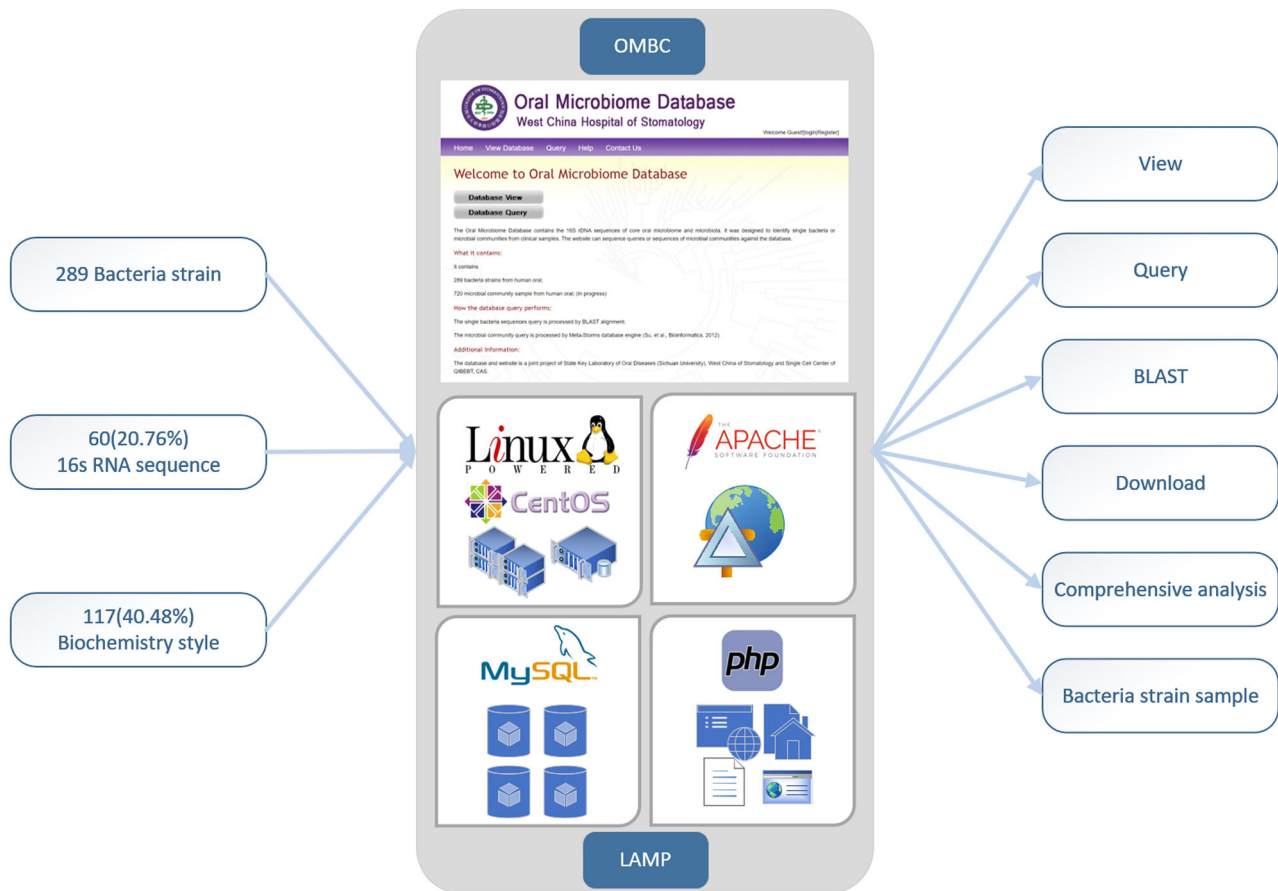 OMBC
Oral Microbiome Database
West China Hospital of Stomatology
Welcome Guest![login|Register]
Home View Database Query Help Contact Us
Welcome to Oral Microbiome Database
Database View
Database Query
The Oral Microbiome Database contains the 16S rDNA sequences of core oral microbiome and microbiota. It was designed to identify single bacteria or
microbial communities from clinical samples. The website can sequence queries or sequences of microbial communities against the database.
What it contains:
It contains
289 bacteria strains from human oral;
720 microbial community sample from human oral; (In progress)
How the database query performs:
The single bacteria sequences query is processed by BLAST alignment.
The microbial community query is processed by Meta-Storms database engine (Su, et al., Bioinformatics, 2012)
Additional Information:
The database and website is a joint project of State Key Laboratory of Oral Diseases (Sichuan University), West China of Stomatology and Single Cell Center of
QIBEBT, CAS.
289 Bacteria strain
60(20.76%)
16s RNA sequence
117(40.48%)
Biochemistry style
Linux
POWERED
CentOS
THE
APACHE®
SOFTWARE FOUNDATION
MySQL™
php
LAMP
View
Query
BLAST
Download
Comprehensive analysis
Bacteria strain sample